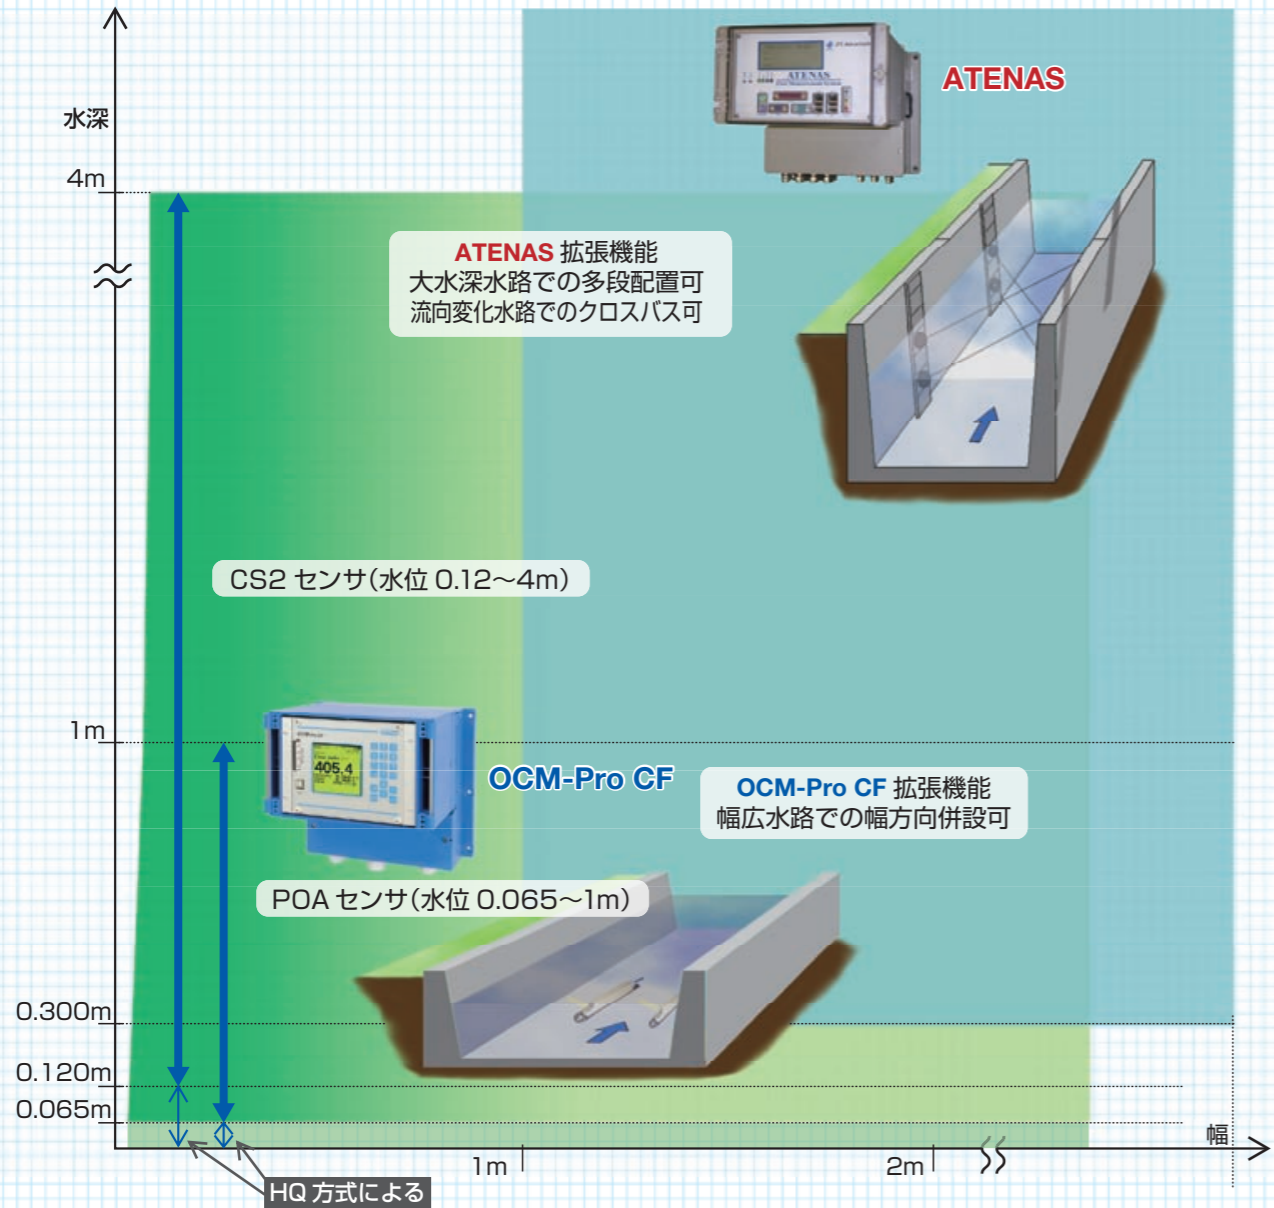 水深
ATENAS
ATENAS
4m
ATENAS 拡張機能
大水深水路での多段配置可
流向変化水路でのクロスパス可
CS2 センサ(水位 0.12～4m)
1m
405.4
OCM-Pro CF
OCM-Pro CF 拡張機能
幅広水路での幅方向併設可
POA センサ(水位 0.065～1m)
0.300m
0.120m
0.065m
幅
1m
2m
HQ 方式による